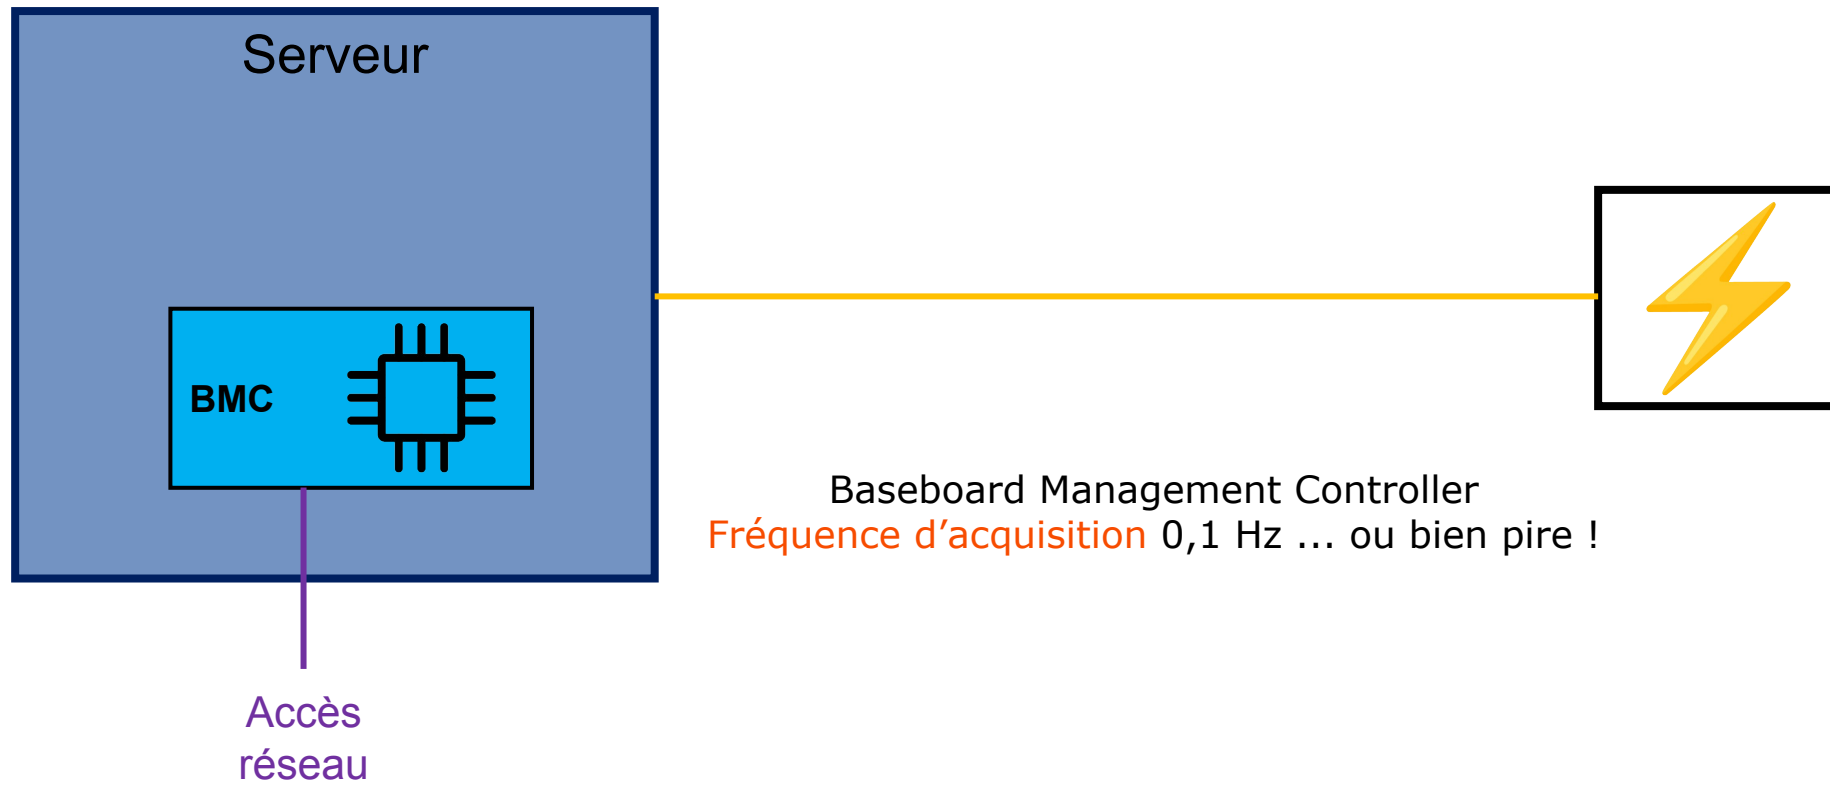 Serveur
BMC
Baseboard Management Controller
Fréquence d’acquisition 0,1 Hz ... ou bien pire !
Accès
réseau